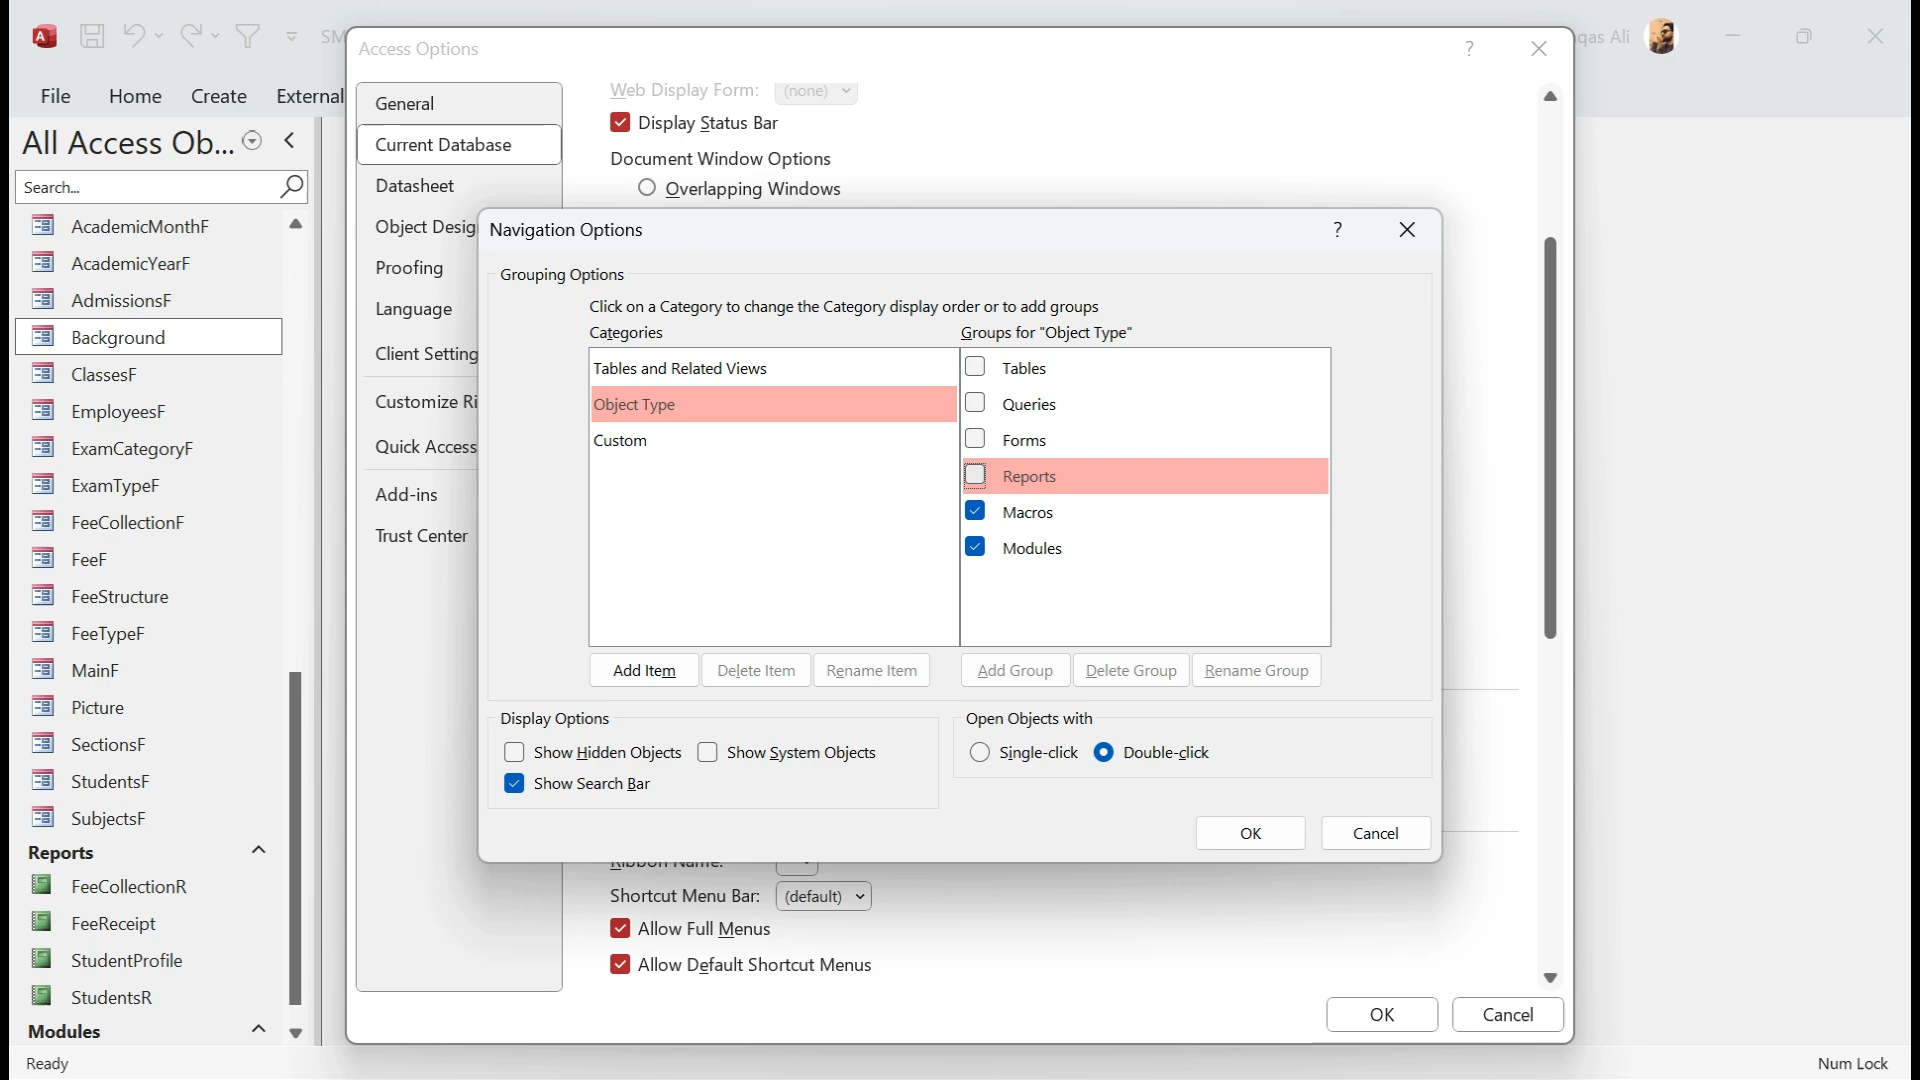 SM
qas Ali
Access Options
File Home Create External
All Access Ob...
Search...
AcademicMonthF
AcademicYearF
AdmissionsF
Background
ClassesF
EmployeesF
ExamCategoryF
ExamTypeF
FeeCollectionF
FeeF
FeeStructure
FeeTypeF
MainF
Picture
SectionsF
StudentsF
SubjectsF
Reports
FeeCollectionR
FeeReceipt
StudentProfile
StudentsR
Modules
General
Current Database
Datasheet
Object Desig
Proofing
Language
Client Setting
Customize Ri
Quick Access
Add-ins
Trust Center
Web Display Form: (none)
Display Status Bar
Document Window Options
Overlapping Windows
Navigation Options
Grouping Options
Click on a Category to change the Category display order or to add groups
Categories
Tables and Related Views
Object Type
Custom
Groups for "Object Type"
Tables
Queries
Forms
Reports
Macros
Modules
Add Item Delete Item Rename Item
Add Group Delete Group Rename Group
Display Options
Show Hidden Objects Show System Objects
Show Search Bar
Open Objects with
Single-click Double-click
OK Cancel
Ribbon Name:
Shortcut Menu Bar: (default)
Allow Full Menus
Allow Default Shortcut Menus
OK Cancel
Ready
Num Lock